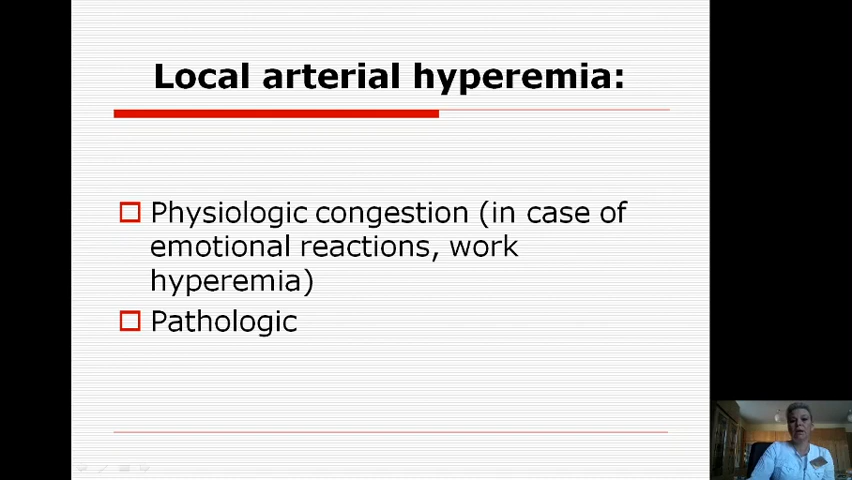 Local arterial hyperemia:
Physiologic congestion (in case of
emotional reactions, work
hyperemia)
Pathologic